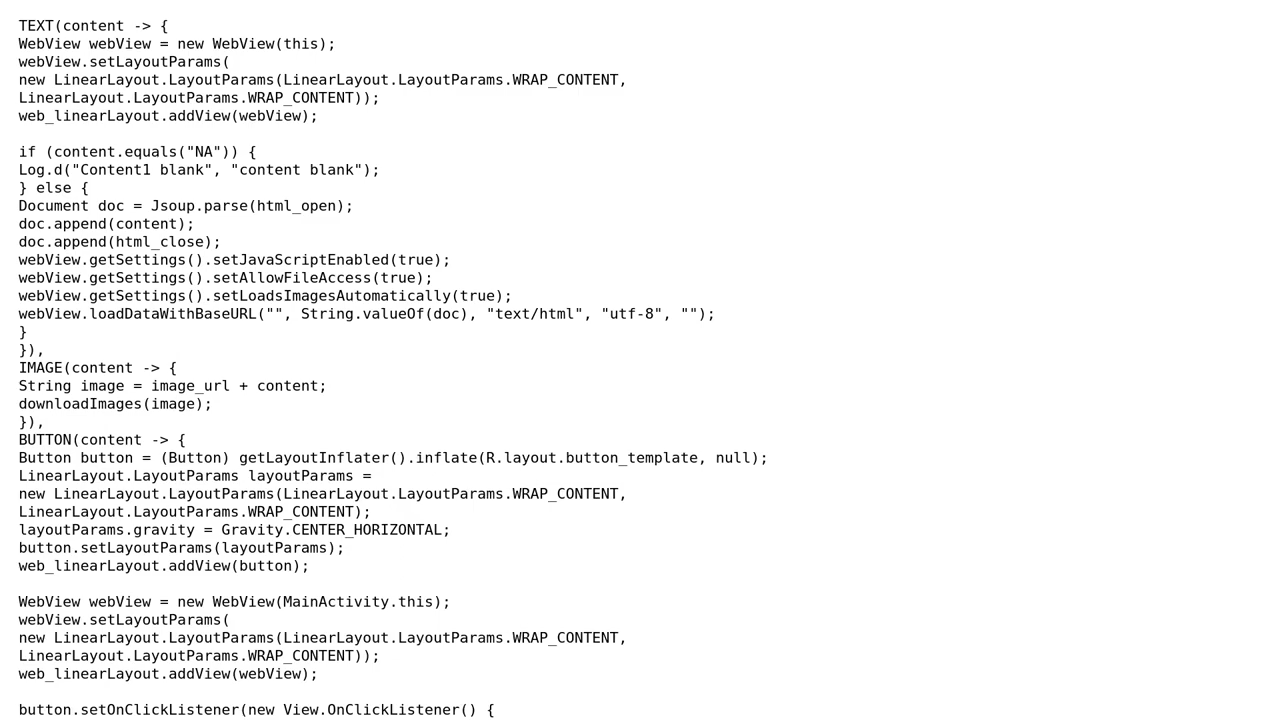 TEXT(content -> {
WebView webView = new WebView(this);
webView.setLayoutParams(
new LinearLayout.LayoutParams(LinearLayout.LayoutParams.WRAP_CONTENT,
LinearLayout.LayoutParams.WRAP_CONTENT));
web_linearLayout.addView(webView);

if (content.equals("NA")) {
Log.d("Content1 blank", "content blank");
} else {
Document doc = Jsoup.parse(html_open);
doc.append(content);
doc.append(html_close);
webView.getSettings().setJavaScriptEnabled(true);
webView.getSettings().setAllowFileAccess(true);
webView.getSettings().setLoadsImagesAutomatically(true);
webView.loadDataWithBaseURL("", String.valueOf(doc), "text/html", "utf-8", "");
}
}),
IMAGE(content -> {
String image = image_url + content;
downloadImages(image);
}),
BUTTON(content -> {
Button button = (Button) getLayoutInflater().inflate(R.layout.button_template, null);
LinearLayout.LayoutParams layoutParams =
new LinearLayout.LayoutParams(LinearLayout.LayoutParams.WRAP_CONTENT,
LinearLayout.LayoutParams.WRAP_CONTENT);
layoutParams.gravity = Gravity.CENTER_HORIZONTAL;
button.setLayoutParams(layoutParams);
web_linearLayout.addView(button);

WebView webView = new WebView(MainActivity.this);
webView.setLayoutParams(
new LinearLayout.LayoutParams(LinearLayout.LayoutParams.WRAP_CONTENT,
LinearLayout.LayoutParams.WRAP_CONTENT));
web_linearLayout.addView(webView);

button.setOnClickListener(new View.OnClickListener() {